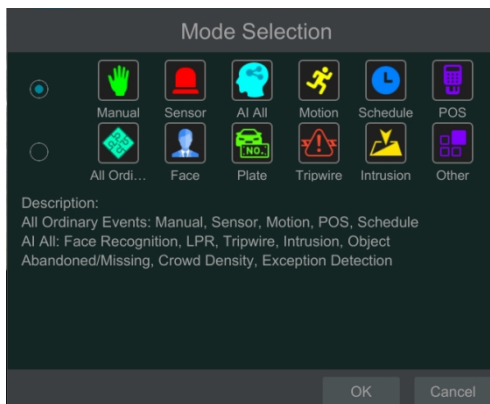 Mode Selection
Manual Sensor AI All Motion Schedule POS
NO.
All Ordi... Face Plate Tripwire Intrusion Other
Description:
All Ordinary Events: Manual, Sensor, Motion, POS, Schedule
AI All: Face Recognition, LPR, Tripwire, Intrusion, Object
Abandoned/Missing, Crowd Density, Exception Detection
OK Cancel